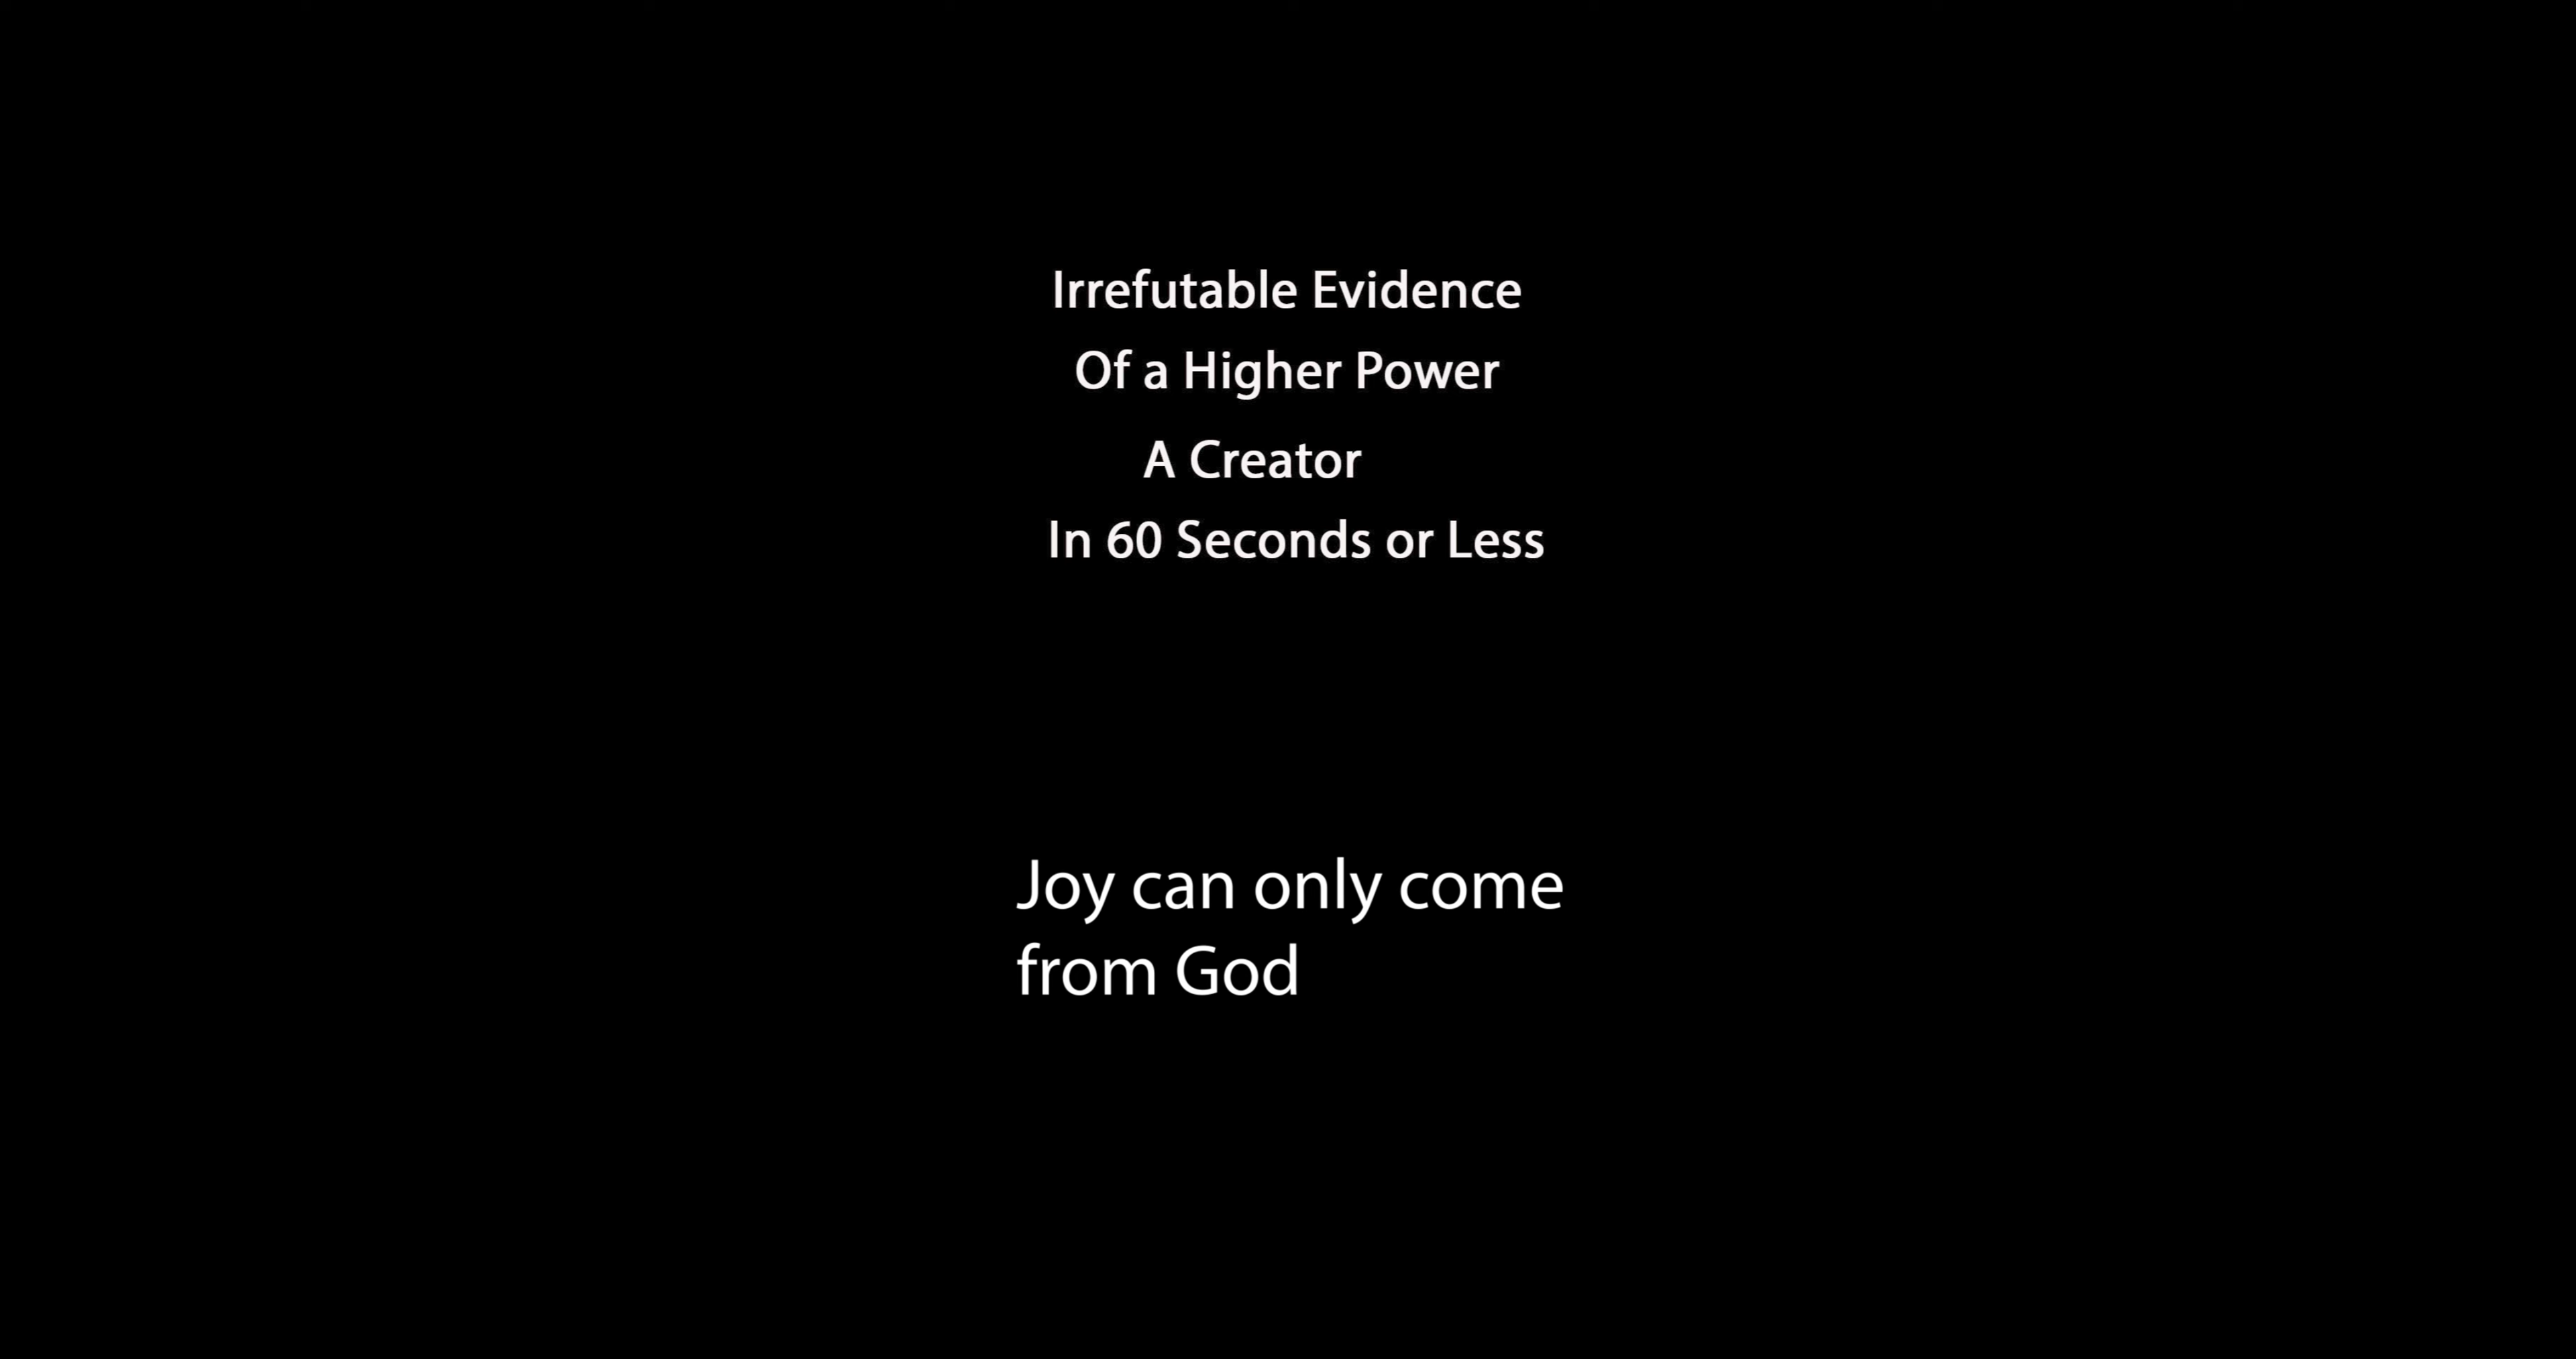 Irrefutable Evidence
Of a Higher Power
A Creator
In 60 Seconds or Less
Joy can only come
from God